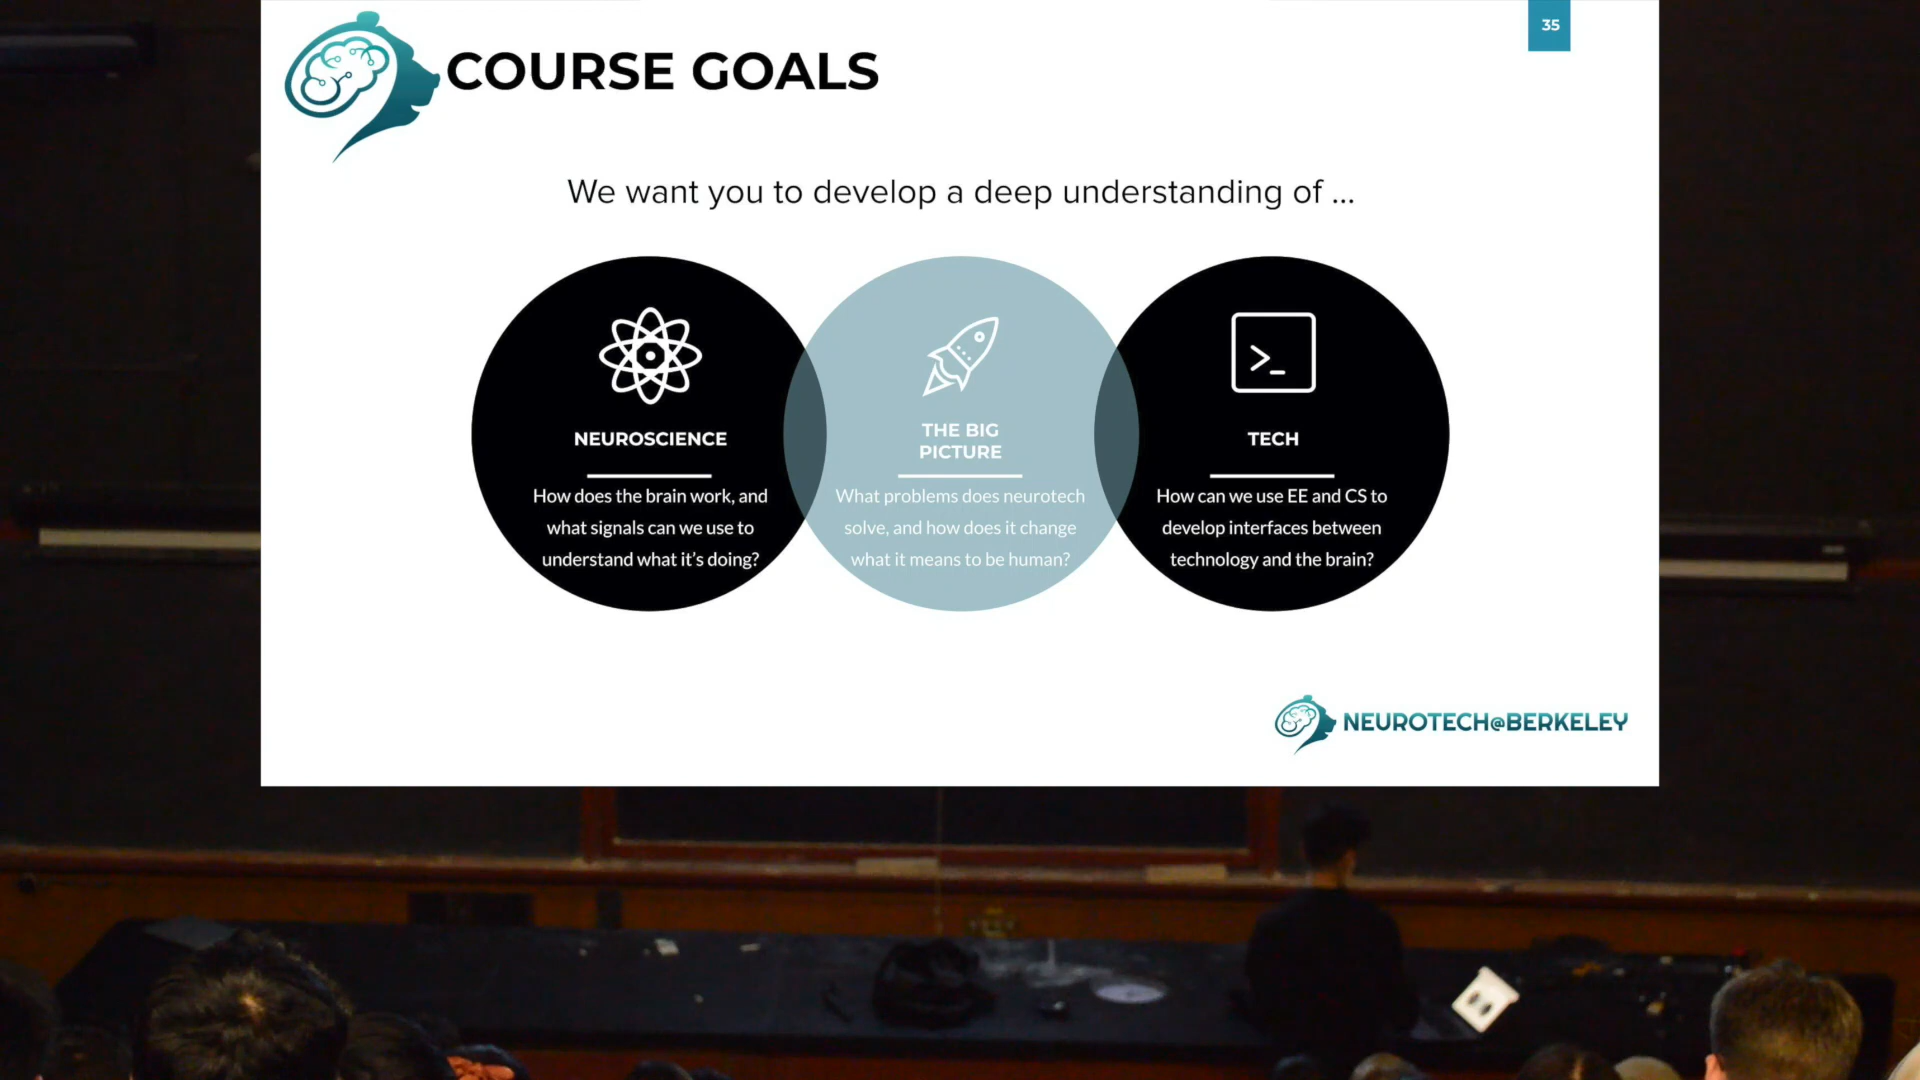 35
COURSE GOALS
We want you to develop a deep understanding of ...
NEUROSCIENCE
How does the brain work, and
what signals can we use to
understand what it's doing?
THE BIG
PICTURE
What problems does neurotech
solve, and how does it change
what it means to be human?
>_
TECH
How can we use EE and CS to
develop interfaces between
technology and the brain?
NEUROTECH@BERKELEY